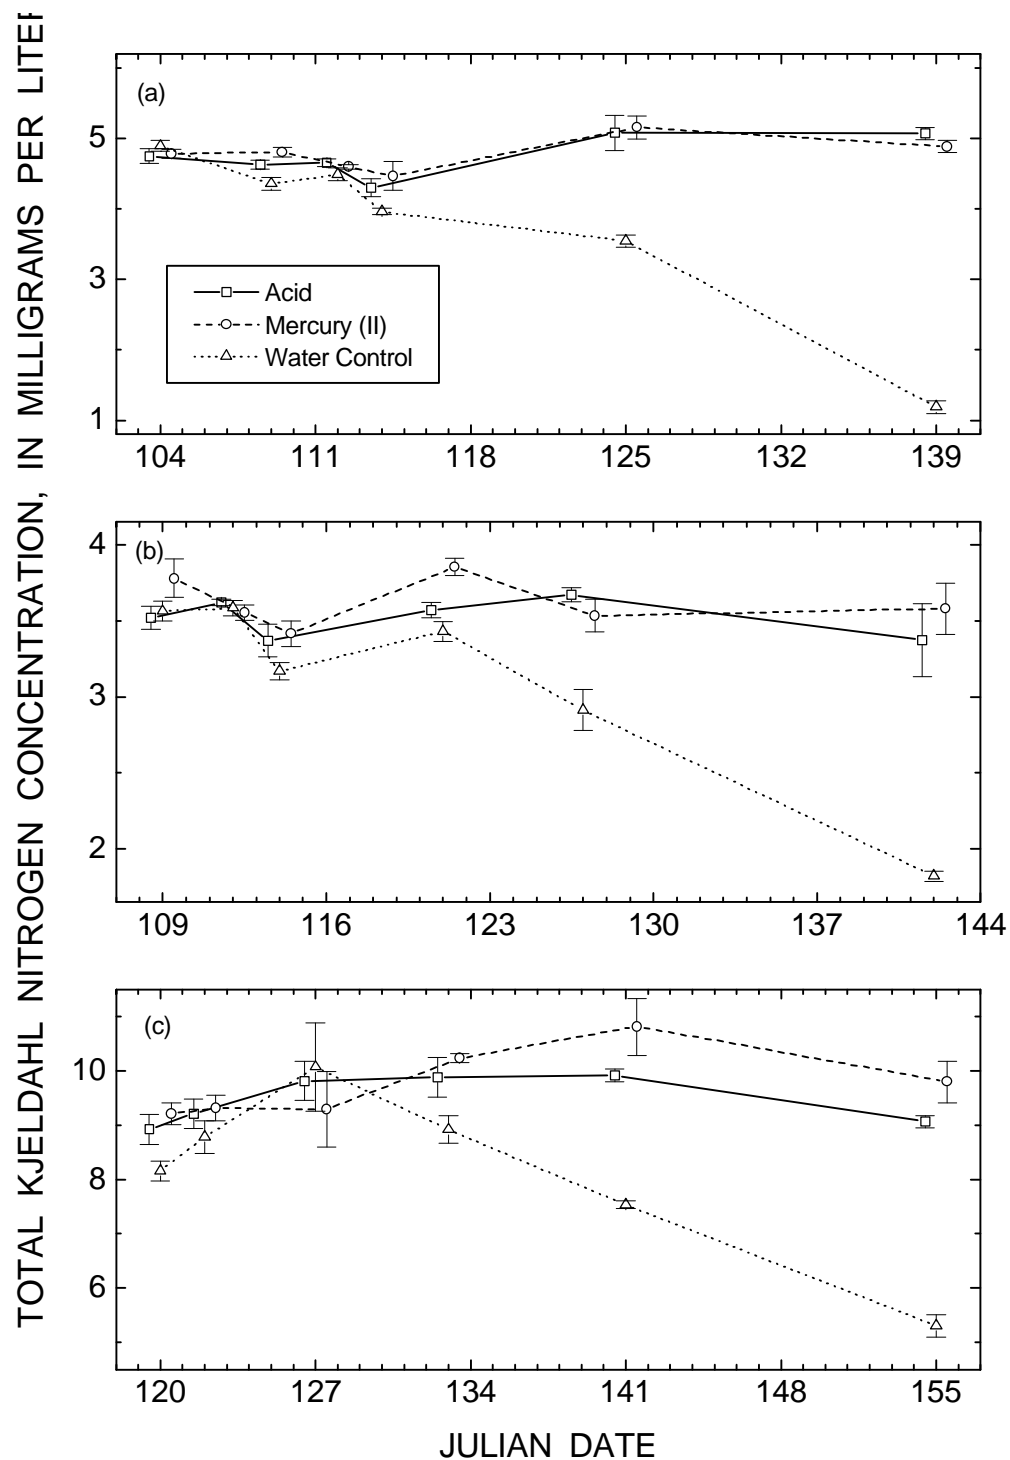 TOTAL KJELDAHL NITROGEN CONCENTRATION, IN MILLIGRAMS PER LITER
(a)
5
3
1
Acid
Mercury (II)
Water Control
104 111 118 125 132 139
(b)
4
3
2
109 116 123 130 137 144
(c)
10
8
6
120 127 134 141 148 155
JULIAN DATE